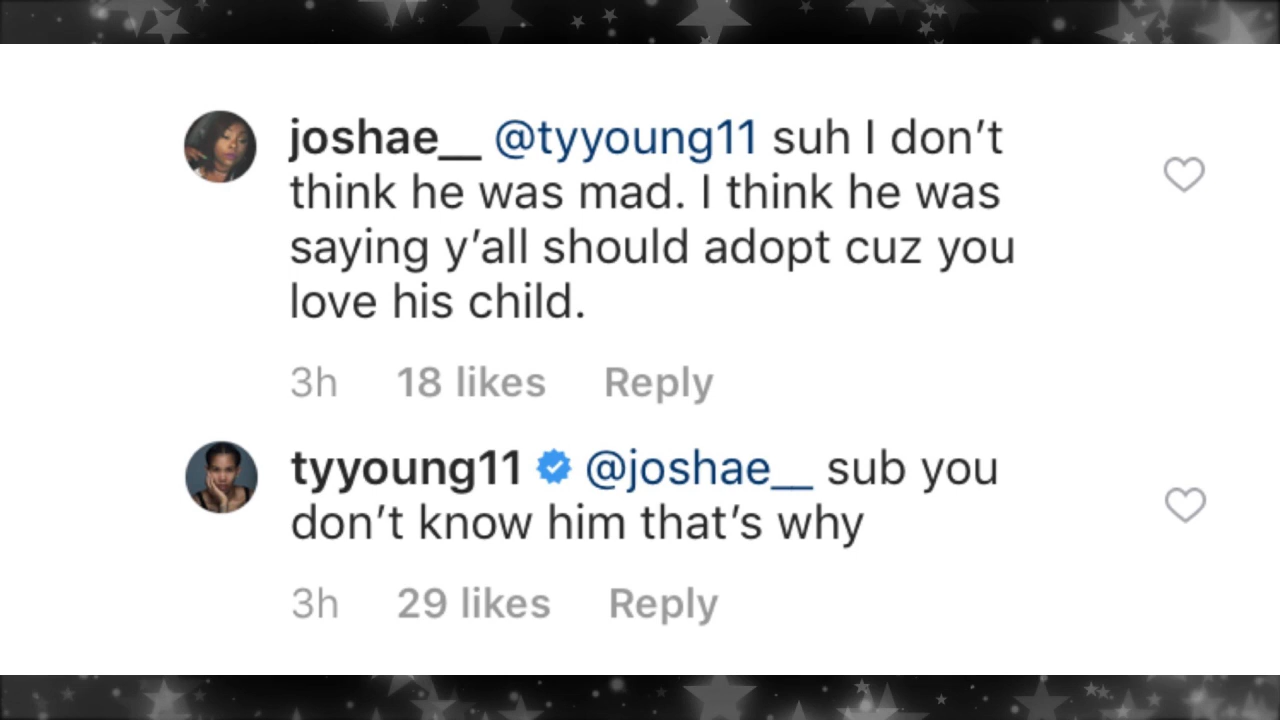 joshae__ @tyyoung11 suh I don’t
think he was mad. I think he was
saying y’all should adopt cuz you
love his child.
3h 18 likes Reply
tyyoung11 @joshae__ sub you
don’t know him that’s why
3h 29 likes Reply